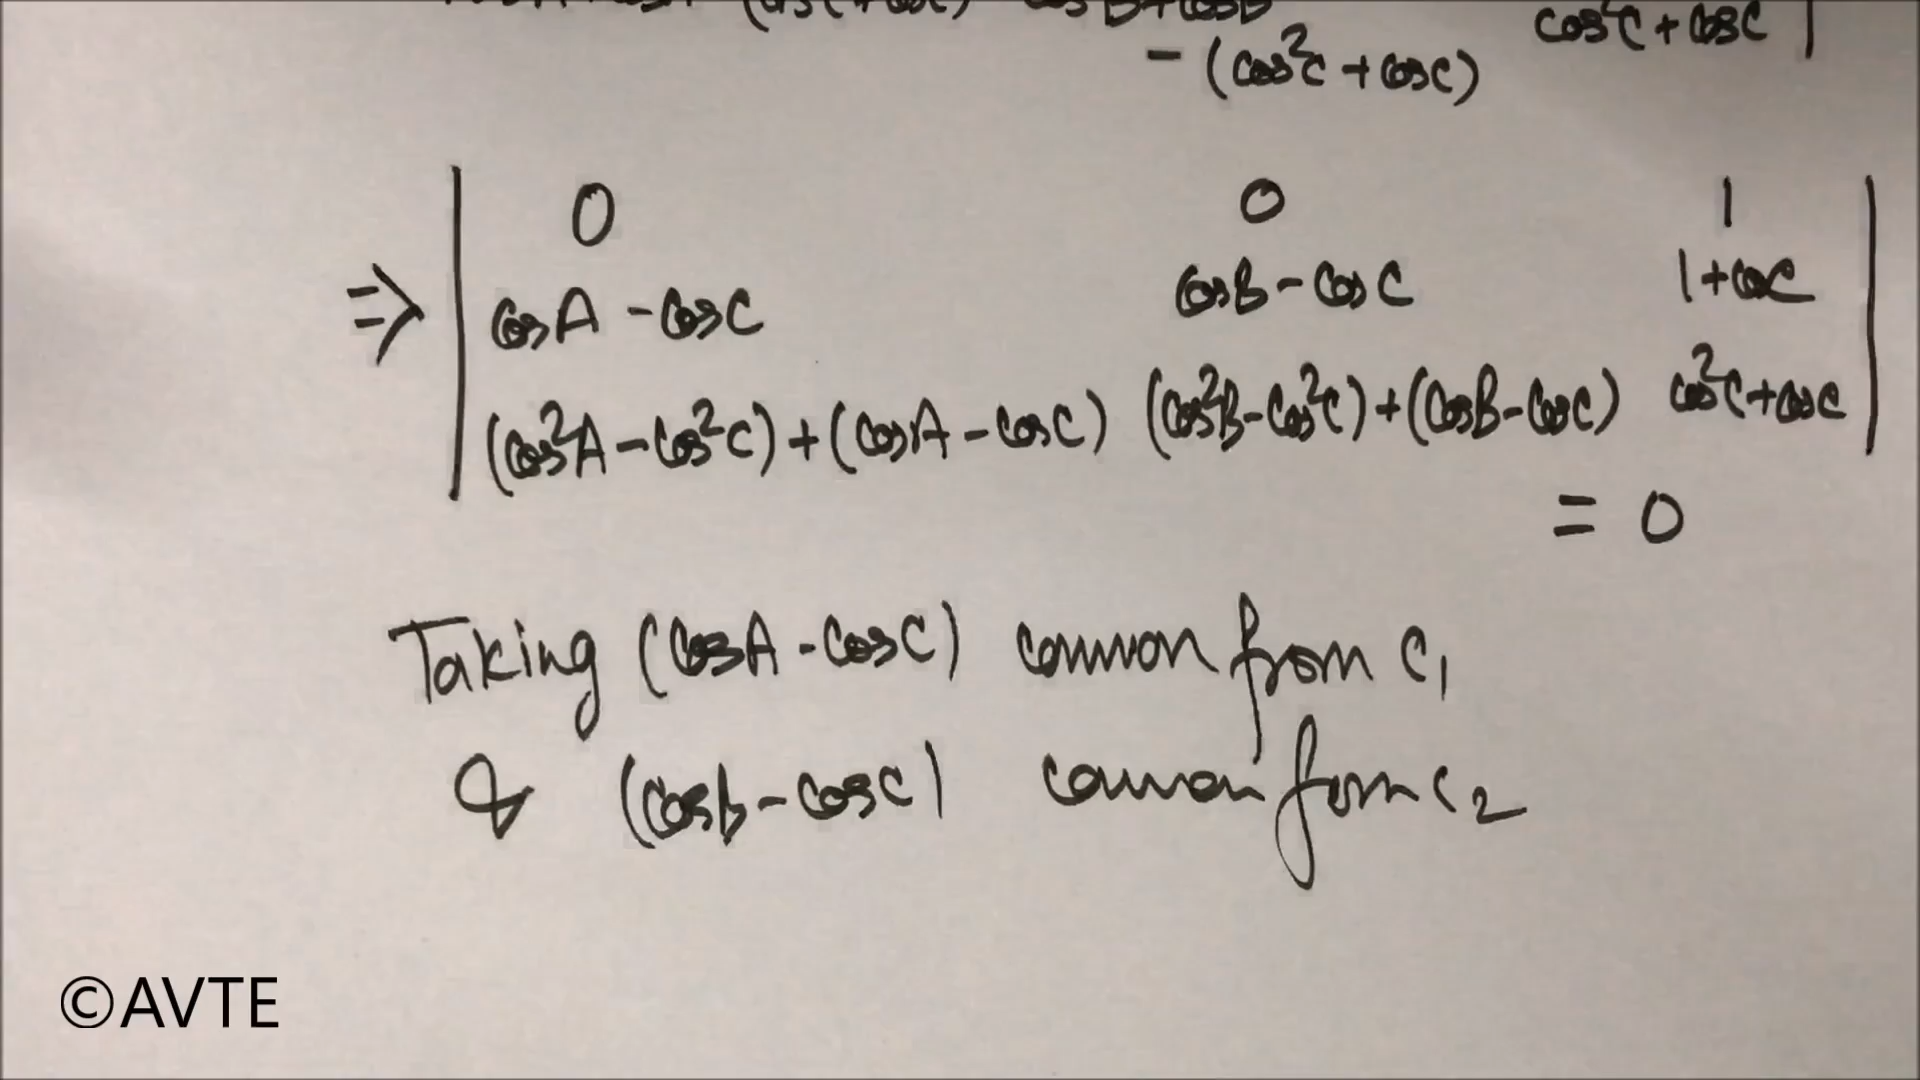 cos²C + cosC
- (cos²C + cosC)
0 0 1
⇒ cosA - cosC cosB - cosC 1 + cosC
(cos²A - cos²C) + (cosA - cosC) (cos²B - cos²C) + (cosB - cosC) cos²C + cosC
= 0
Taking (cosA - cosC) common from C₁
& (cosB - cosC) common from C₂
©AVTE